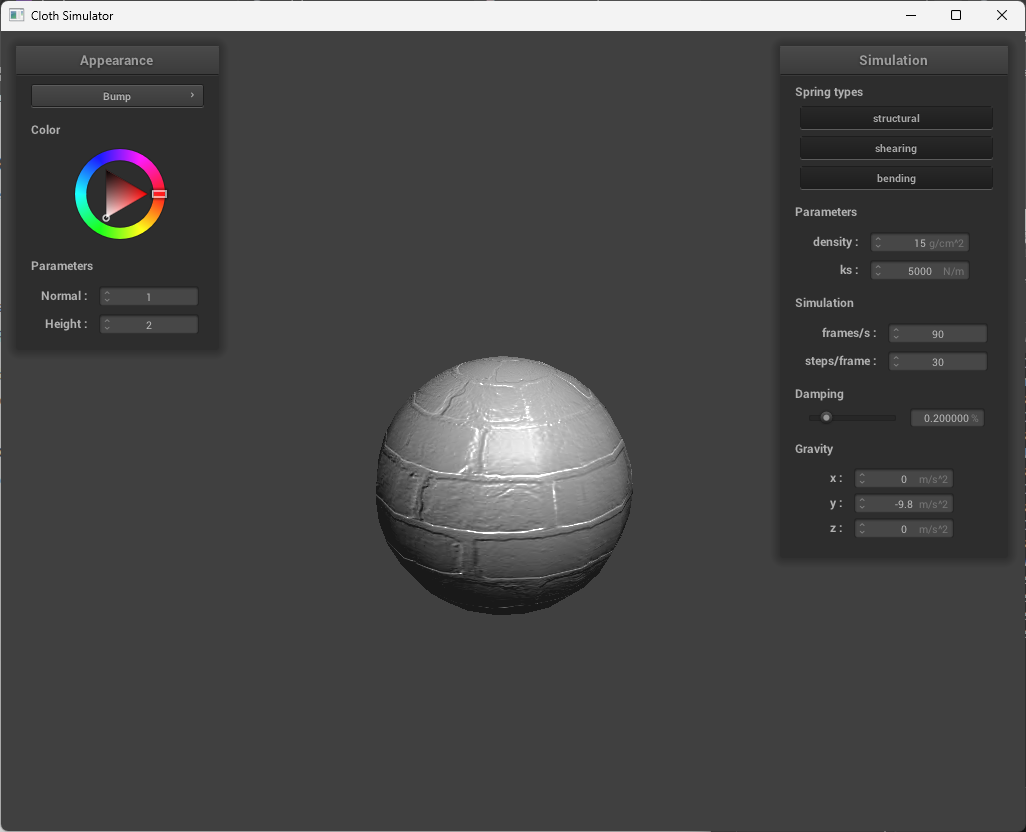 Cloth Simulator
Appearance
Bump
Color
Parameters
Normal : 1
Height : 2
Simulation
Spring types
structural
shearing
bending
Parameters
density : 15 g/cm^2
ks : 5000 N/m
Simulation
frames/s : 90
steps/frame : 30
Damping
0.200000 %
Gravity
x : 0 m/s^2
y : -9.8 m/s^2
z : 0 m/s^2